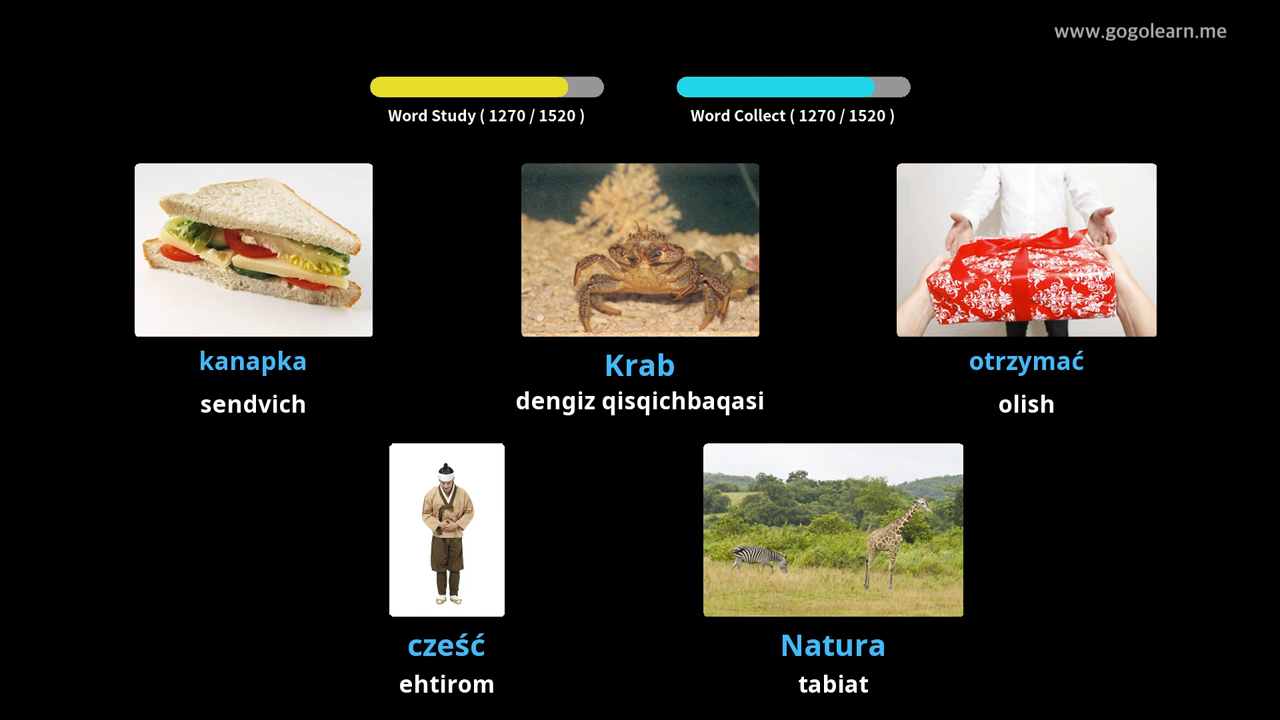 www.gogolearn.me
Word Study ( 1270 / 1520 )
Word Collect ( 1270 / 1520 )
kanapka
sendvich
Krab
dengiz qisqichbaqasi
otrzymać
olish
cześć
ehtirom
Natura
tabiat